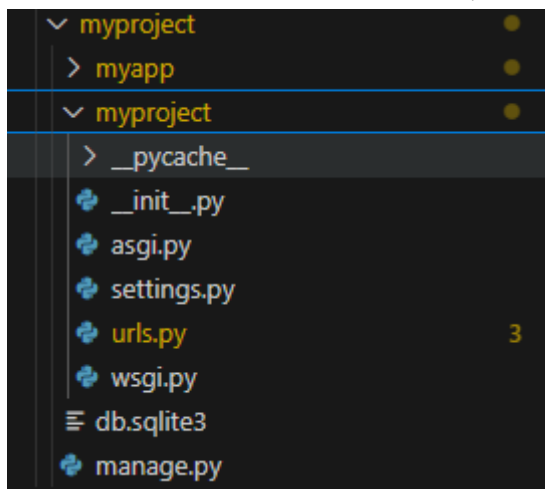 myproject
myapp
myproject
__pycache__
__init__.py
asgi.py
settings.py
urls.py 3
wsgi.py
db.sqlite3
manage.py